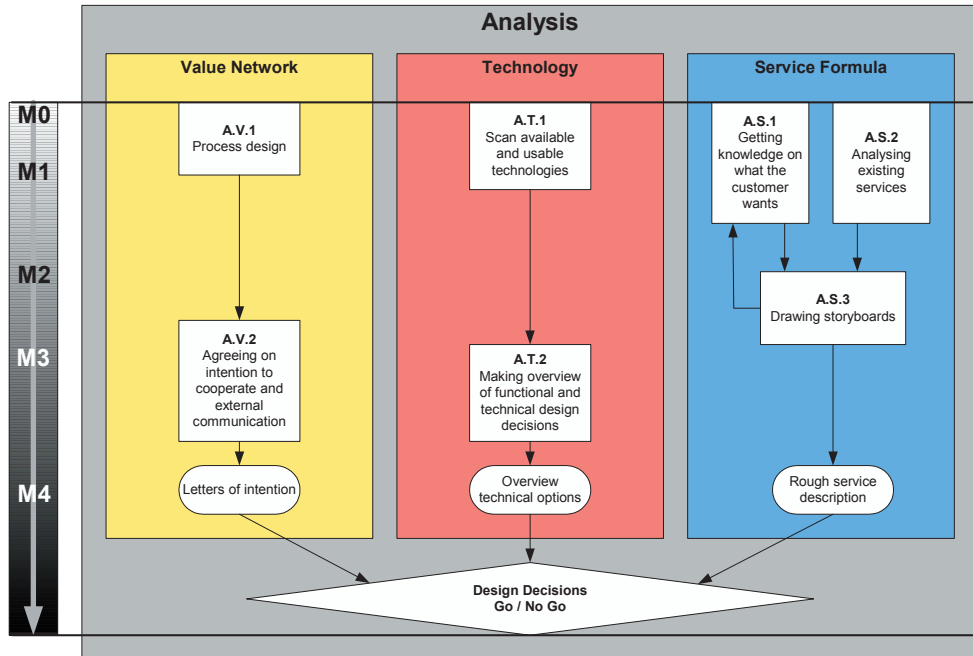 Analysis
Value Network
Technology
Service Formula
M0
M1
M2
M3
M4
A.V.1
Process design
A.V.2
Agreeing on
intention to
cooperate and
external
communication
Letters of intention
A.T.1
Scan available
and usable
technologies
A.T.2
Making overview
of functional and
technical design
decisions
Overview
technical options
A.S.1
Getting
knowledge on
what the
customer
wants
A.S.2
Analysing
existing
services
A.S.3
Drawing storyboards
Rough service
description
Design Decisions
Go / No Go